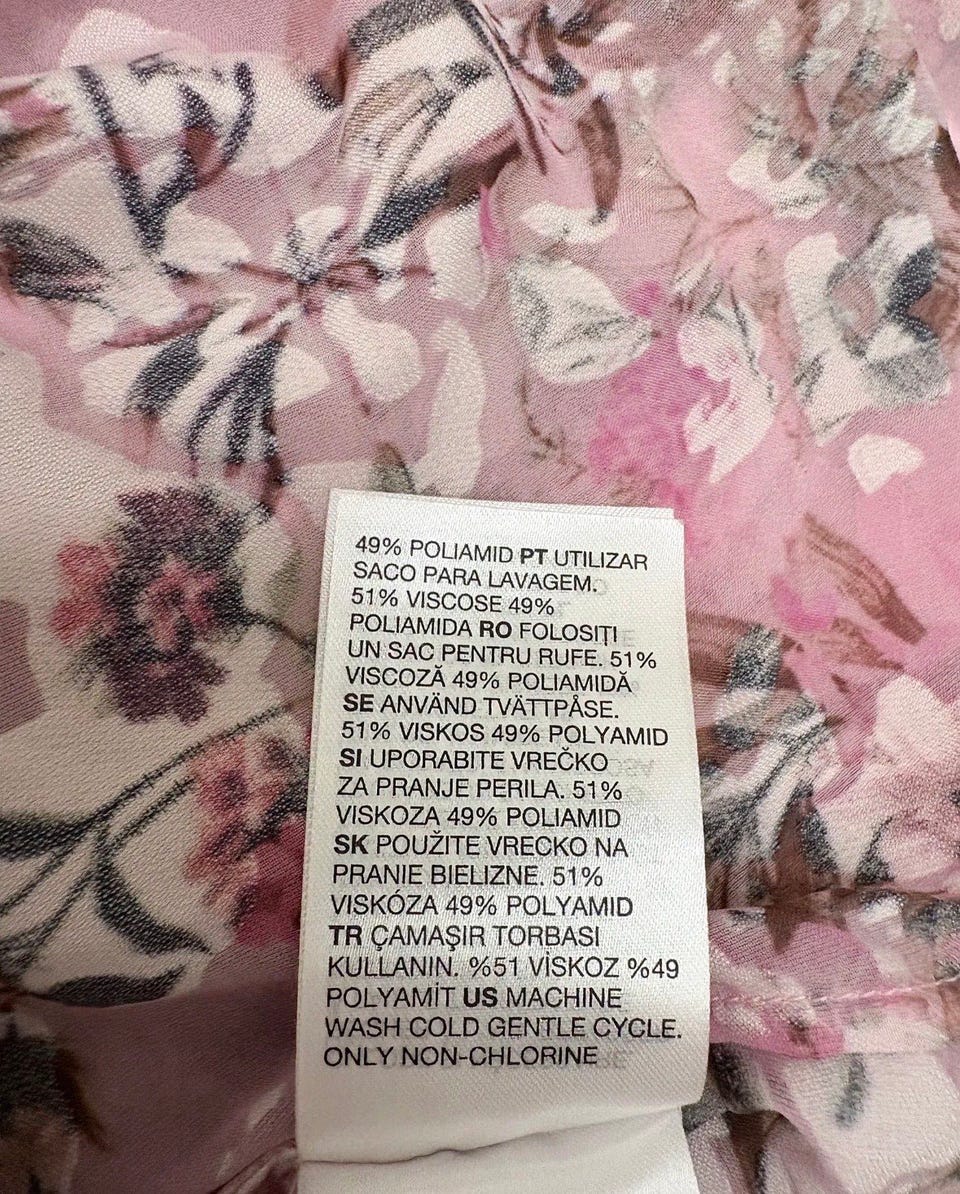 49% POLIAMID PT UTILIZAR
SACO PARA LAVAGEM.
51% VISCOSE 49%
POLIAMIDA RO FOLOSIȚI
UN SAC PENTRU RUFE. 51%
VISCOZĂ 49% POLIAMIDĂ
SE ANVÄND TVÄTTPÅSE.
51% VISKOS 49% POLYAMID
SI UPORABITE VREČKO
ZA PRANJE PERILA. 51%
VISKOZA 49% POLIAMID
SK POUŽITE VRECKO NA
PRANIE BIELIZNE. 51%
VISKÓZA 49% POLYAMID
TR ÇAMAŞIR TORBASI
KULLANIN. %51 VİSKOZ %49
POLYAMİT US MACHINE
WASH COLD GENTLE CYCLE.
ONLY NON-CHLORINE